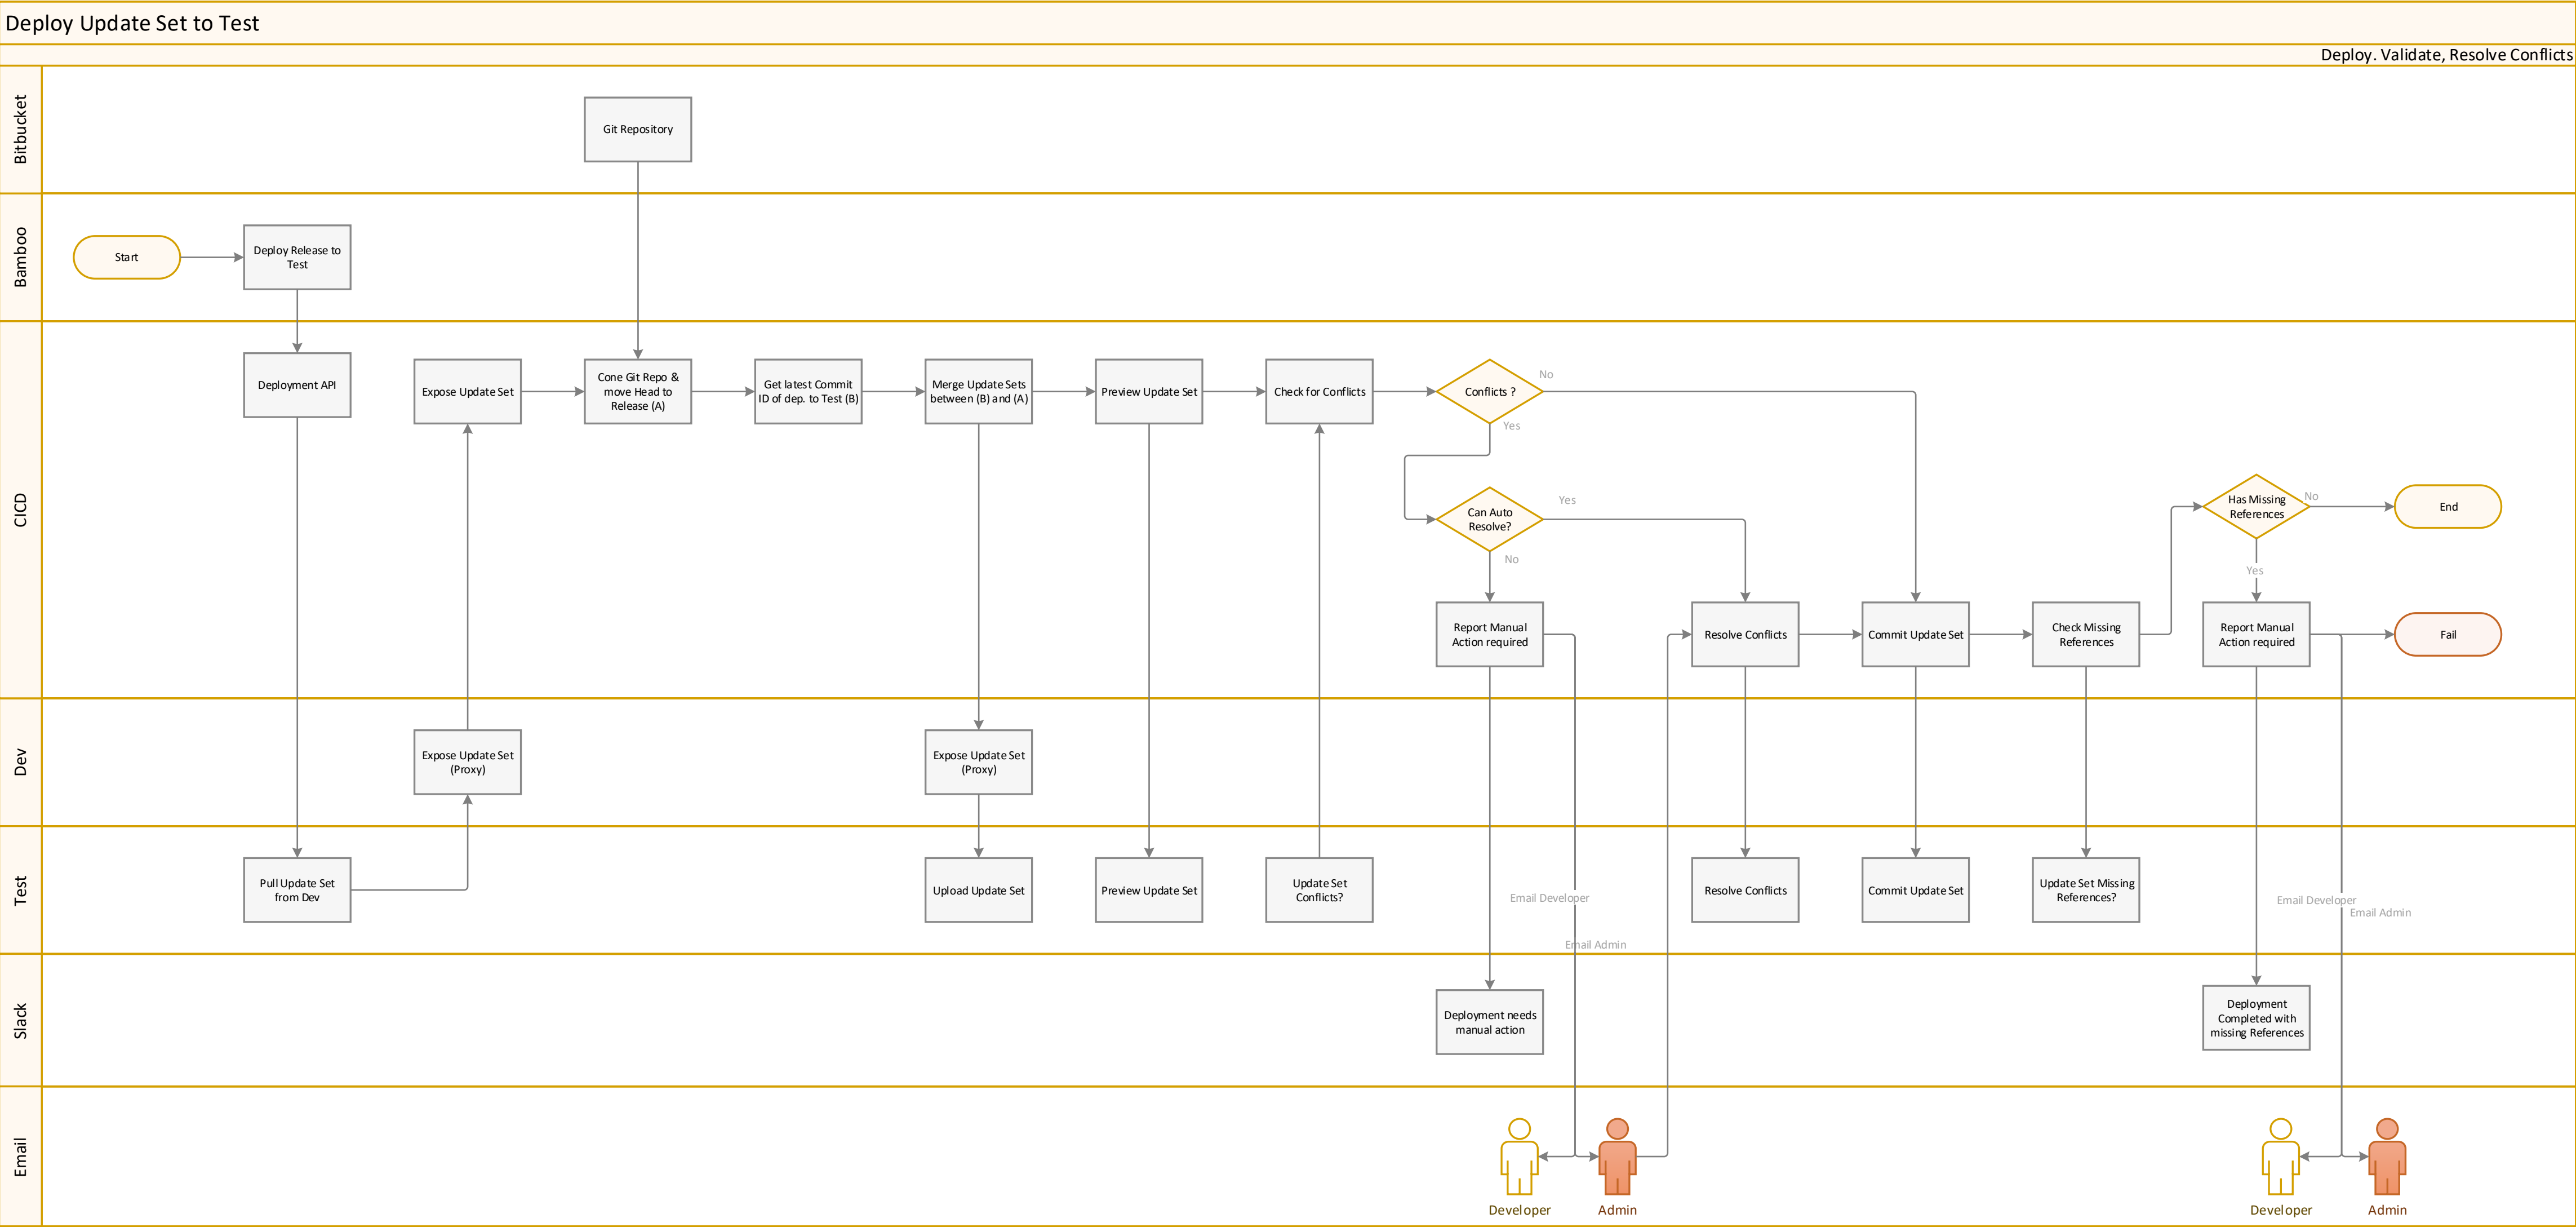 Deploy Update Set to Test
Deploy. Validate, Resolve Conflicts
Bitbucket
Git Repository
Bamboo
Start
Deploy Release to
Test
CICD
Deployment API
Expose Update Set
Cone Git Repo &
move Head to
Release (A)
Get latest Commit
ID of dep. to Test (B)
Merge Update Sets
between (B) and (A)
Preview Update Set
Check for Conflicts
Conflicts ?
No
Yes
Can Auto
Resolve?
Yes
No
Report Manual
Action required
Resolve Conflicts
Commit Update Set
Check Missing
References
Has Missing
References
No
End
Yes
Report Manual
Action required
Fail
Dev
Expose Update Set
(Proxy)
Expose Update Set
(Proxy)
Test
Pull Update Set
from Dev
Upload Update Set
Preview Update Set
Update Set
Conflicts?
Email Developer
Email Admin
Resolve Conflicts
Commit Update Set
Update Set Missing
References?
Email Developer
Email Admin
Slack
Deployment needs
manual action
Deployment
Completed with
missing References
Email
Developer
Admin
Developer
Admin